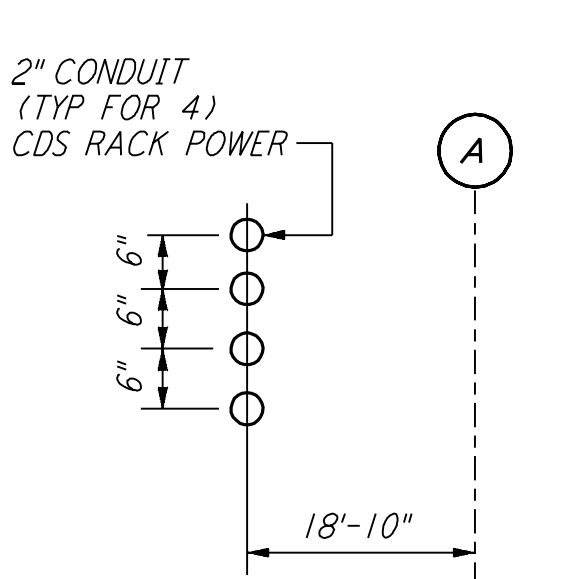 2" CONDUIT
(TYP FOR 4)
CDS RACK POWER
A
6"
6"
6"
18'-10"